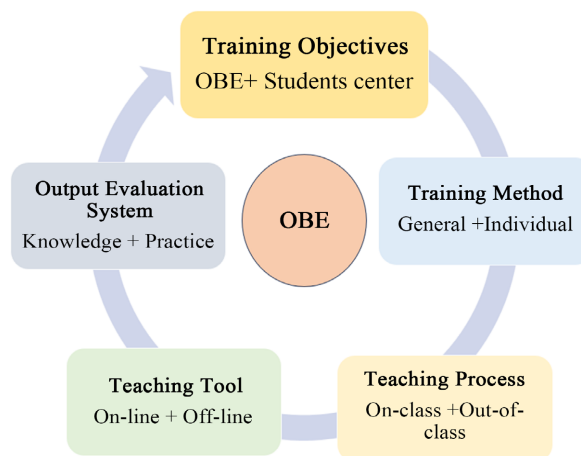 Training Objectives
OBE+ Students center
Training Method
General +Individual
Teaching Process
On-class +Out-of-
class
Teaching Tool
On-line + Off-line
Output Evaluation
System
Knowledge + Practice
OBE